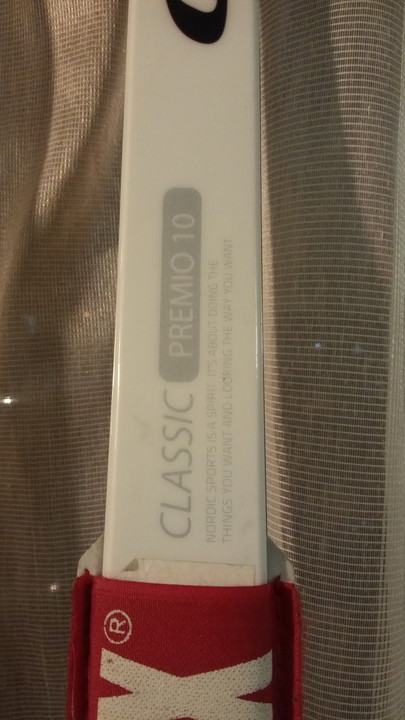 CLASSIC PREMIO 10
NORDIC SPORTS IS A SPIRIT. IT'S ABOUT DOING THE
THINGS YOU WANT AND LOOKING THE WAY YOU WANT
X®